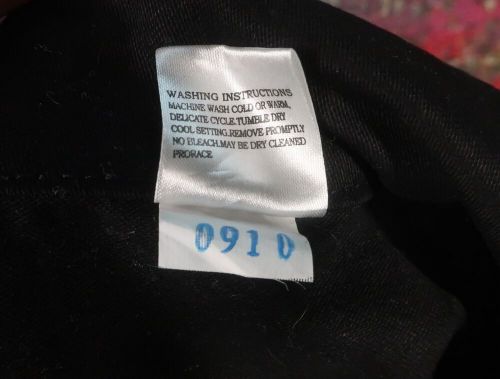 WASHING INSTRUCTIONS
MACHINE WASH COLD OR WARM,
DELICATE CYCLE.TUMBLE DRY
COOL SETTING.REMOVE PROMPTLY
NO BLEACH.MAY BE DRY CLEANED
PRORACE
091D